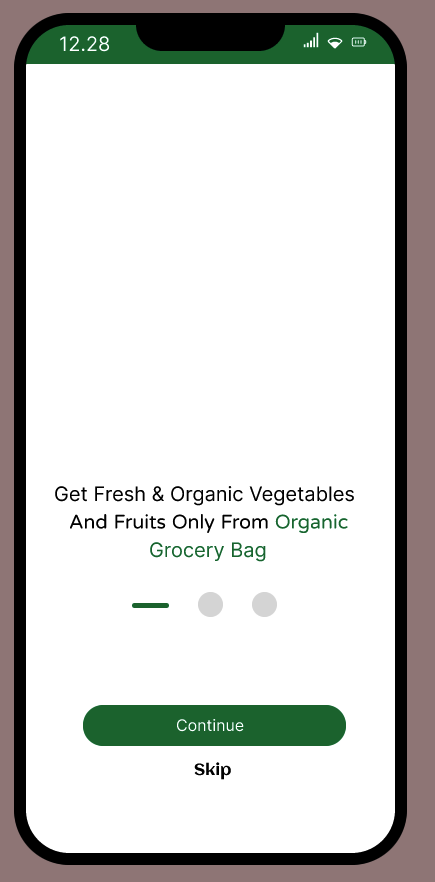 12.28
Get Fresh & Organic Vegetables
And Fruits Only From Organic
Grocery Bag
Continue
Skip